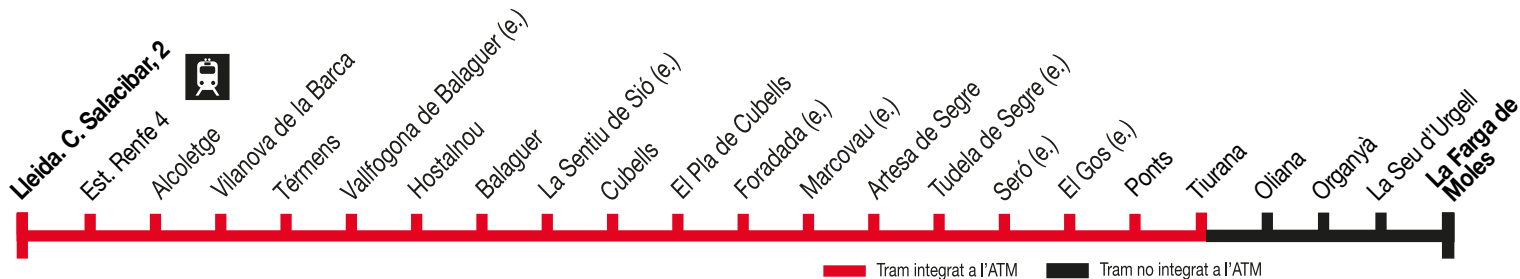 Lleida. C. Salacibar, 2
Est. Renfe 4
Alcoletge
Vilanova de la Barca
Térmens
Vallfogona de Balaguer (e.)
Hostalnou
Balaguer
La Sentiu de Sió (e.)
Cubells
El Pla de Cubells
Foradada (e.)
Marcovau (e.)
Artesa de Segre
Tudela de Segre (e.)
Seró (e.)
El Gos (e.)
Ponts
Tiurana
Oliana
Organyà
La Seu d'Urgell
La Farga de
Moles
Tram integrat a l'ATM
Tram no integrat a l'ATM